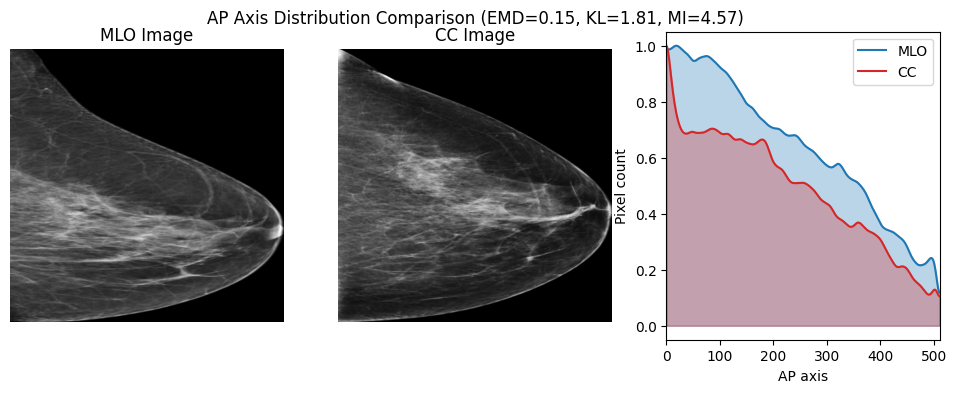 AP Axis Distribution Comparison (EMD=0.15, KL=1.81, MI=4.57)
MLO Image
CC Image
MLO
CC
1.0
0.8
0.6
0.4
0.2
0.0
Pixel count
0 100 200 300 400 500
AP axis